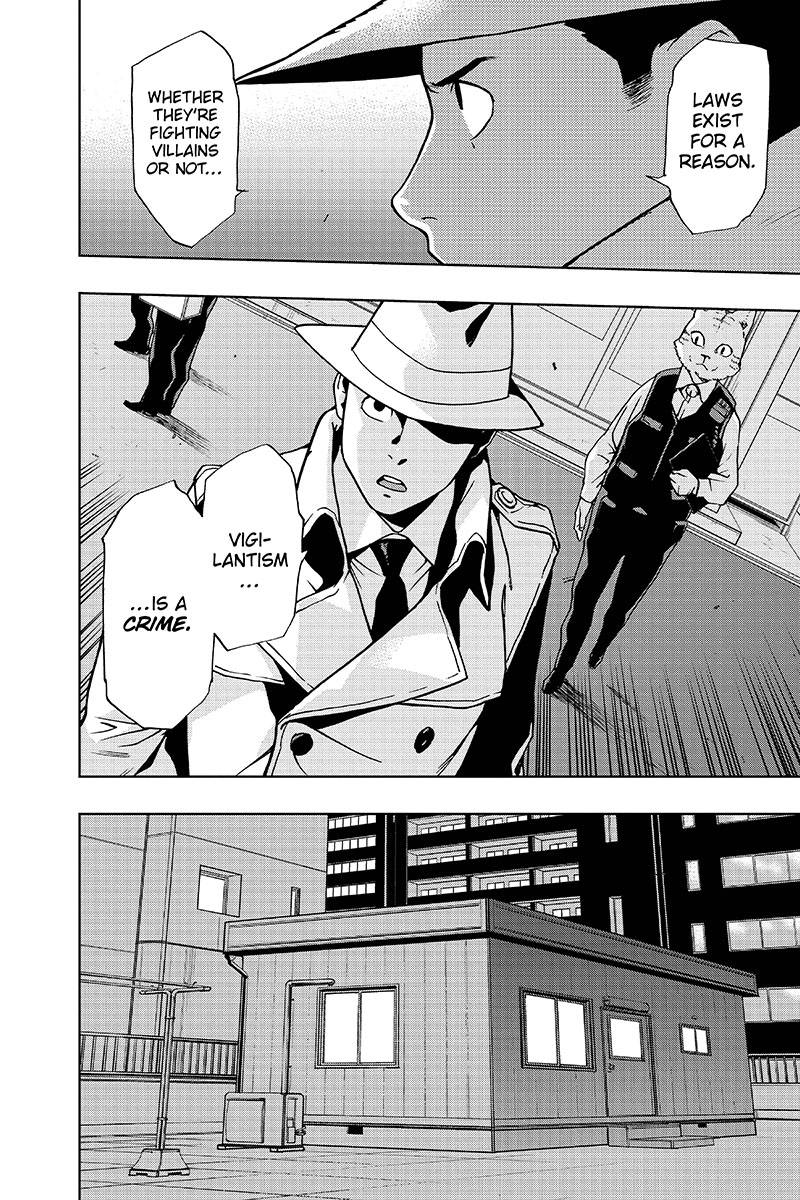 LAWS
EXIST
FOR A
REASON.
WHETHER
THEY'RE
FIGHTING
VILLAINS
OR NOT...
VIGI-
LANTISM
...
...IS A
CRIME.